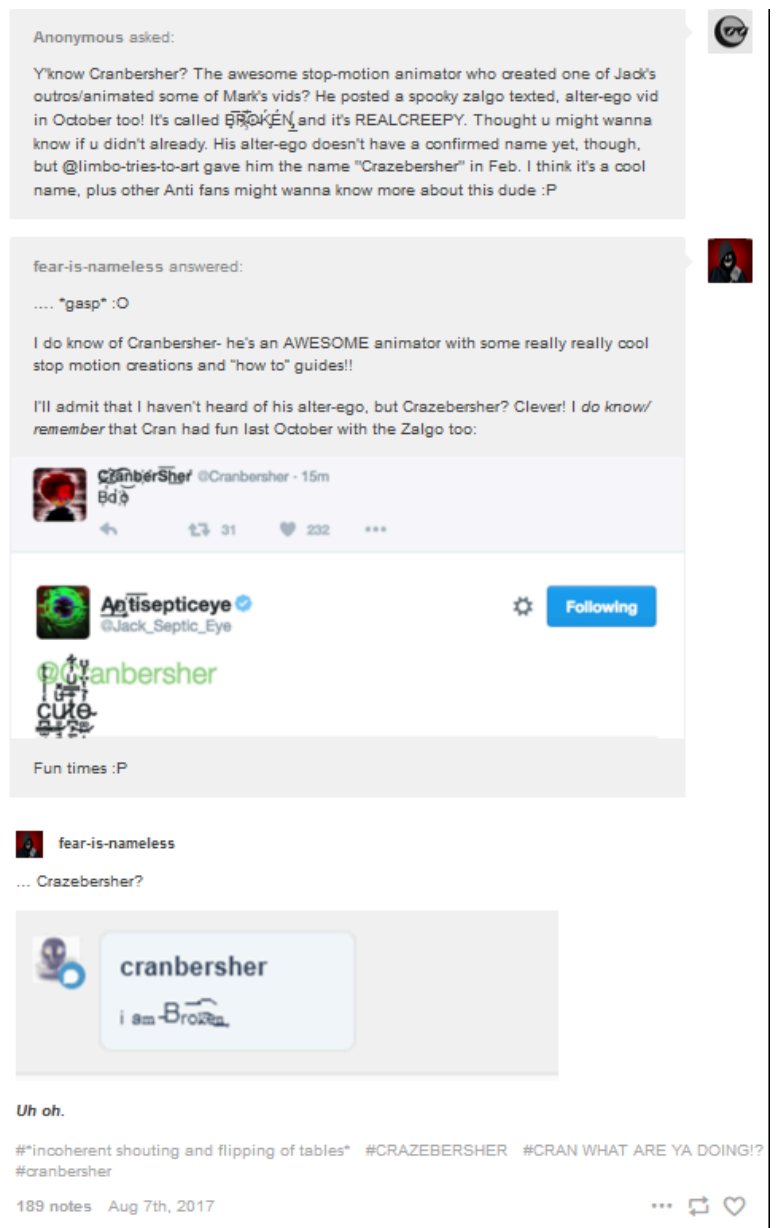 Anonymous asked:
Y'know Cranbersher? The awesome stop-motion animator who created one of Jack's
outros/animated some of Mark's vids? He posted a spooky zalgo texted, alter-ego vid
in October too! It's called BROKEN, and it's REALCREEPY. Thought u might wanna
know if u didn't already. His alter-ego doesn't have a confirmed name yet, though,
but @limbo-tries-to-art gave him the name "Crazebersher" in Feb. I think it's a cool
name, plus other Anti fans might wanna know more about this dude :P
fear-is-nameless answered:
.... *gasp* :O
I do know of Cranbersher- he's an AWESOME animator with some really really cool
stop motion creations and "how to" guides!!
I'll admit that I haven't heard of his alter-ego, but Crazebersher? Clever! I do know/
remember that Cran had fun last October with the Zalgo too:
CranberSher @Cranbersher · 15m
31 232
Antisepticeye
@Jack_Septic_Eye
Following
@Cranbersher
cute
Fun times :P
fear-is-nameless
... Crazebersher?
cranbersher
i am Broken
Uh oh.
#*incoherent shouting and flipping of tables* #CRAZEBERSHER #CRAN WHAT ARE YA DOING!?
#cranbersher
189 notes Aug 7th, 2017